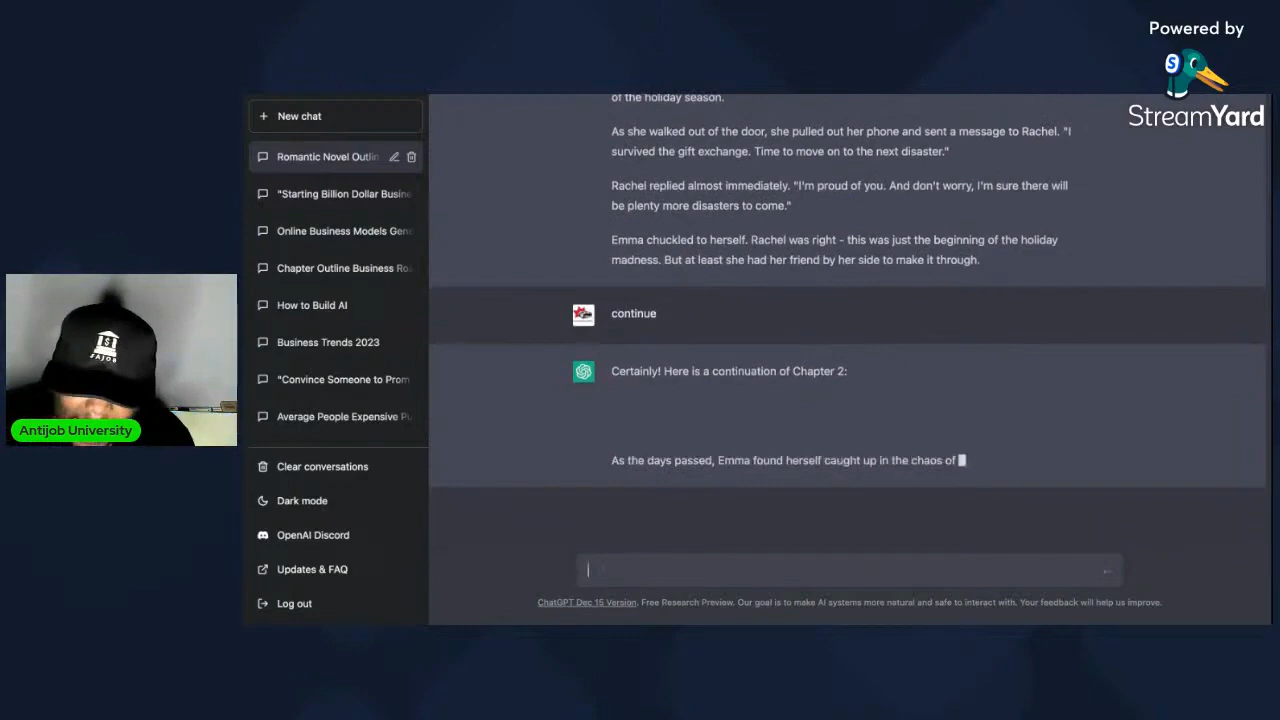 Powered by
StreamYard
New chat
Romantic Novel Outlin
"Starting Billion Dollar Busine
Online Business Models Gene
Chapter Outline Business Roa
How to Build AI
Business Trends 2023
"Convince Someone to Prom
Average People Expensive Pu
Clear conversations
Dark mode
OpenAI Discord
Updates & FAQ
Log out
of the holiday season.
As she walked out of the door, she pulled out her phone and sent a message to Rachel. "I
survived the gift exchange. Time to move on to the next disaster."
Rachel replied almost immediately. "I'm proud of you. And don't worry, I'm sure there will
be plenty more disasters to come."
Emma chuckled to herself. Rachel was right - this was just the beginning of the holiday
madness. But at least she had her friend by her side to make it through.
continue
Certainly! Here is a continuation of Chapter 2:
As the days passed, Emma found herself caught up in the chaos of
ChatGPT Dec 15 Version. Free Research Preview. Our goal is to make AI systems more natural and safe to interact with. Your feedback will help us improve.
Antijob University